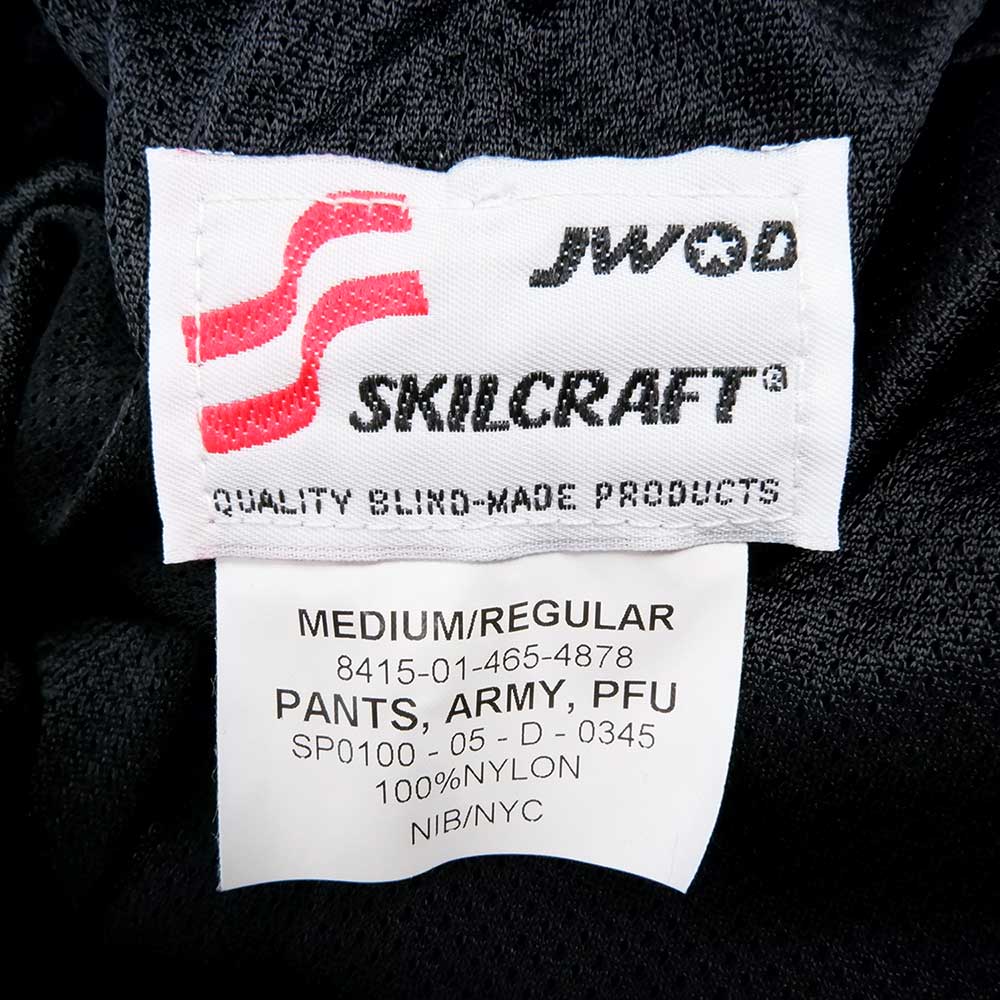 JWOD
SKILCRAFT®
QUALITY BLIND-MADE PRODUCTS
MEDIUM/REGULAR
8415-01-465-4878
PANTS, ARMY, PFU
SP0100 - 05 - D - 0345
100%NYLON
NIB/NYC